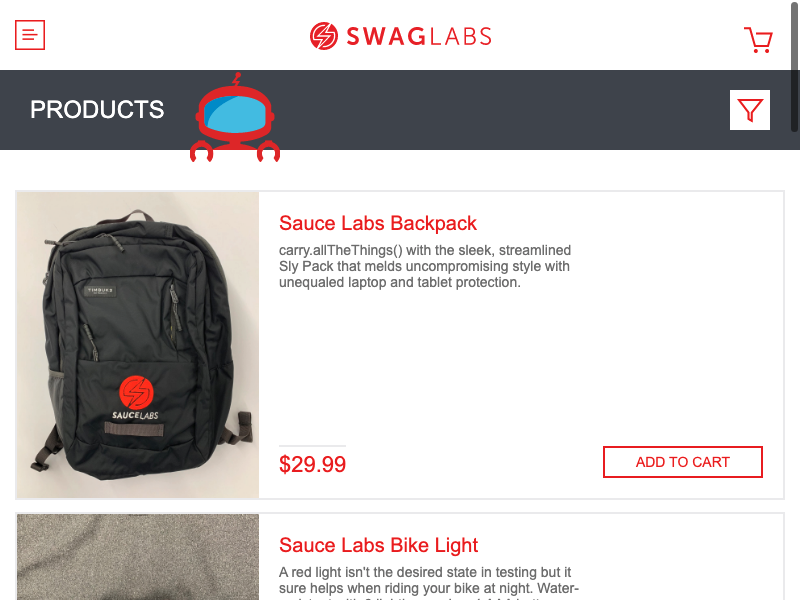 SWAGLABS
PRODUCTS
Sauce Labs Backpack
carry.allTheThings() with the sleek, streamlined
Sly Pack that melds uncompromising style with
unequaled laptop and tablet protection.
TIMBUK2
SAUCELABS
$29.99
ADD TO CART
Sauce Labs Bike Light
A red light isn't the desired state in testing but it
sure helps when riding your bike at night. Water-